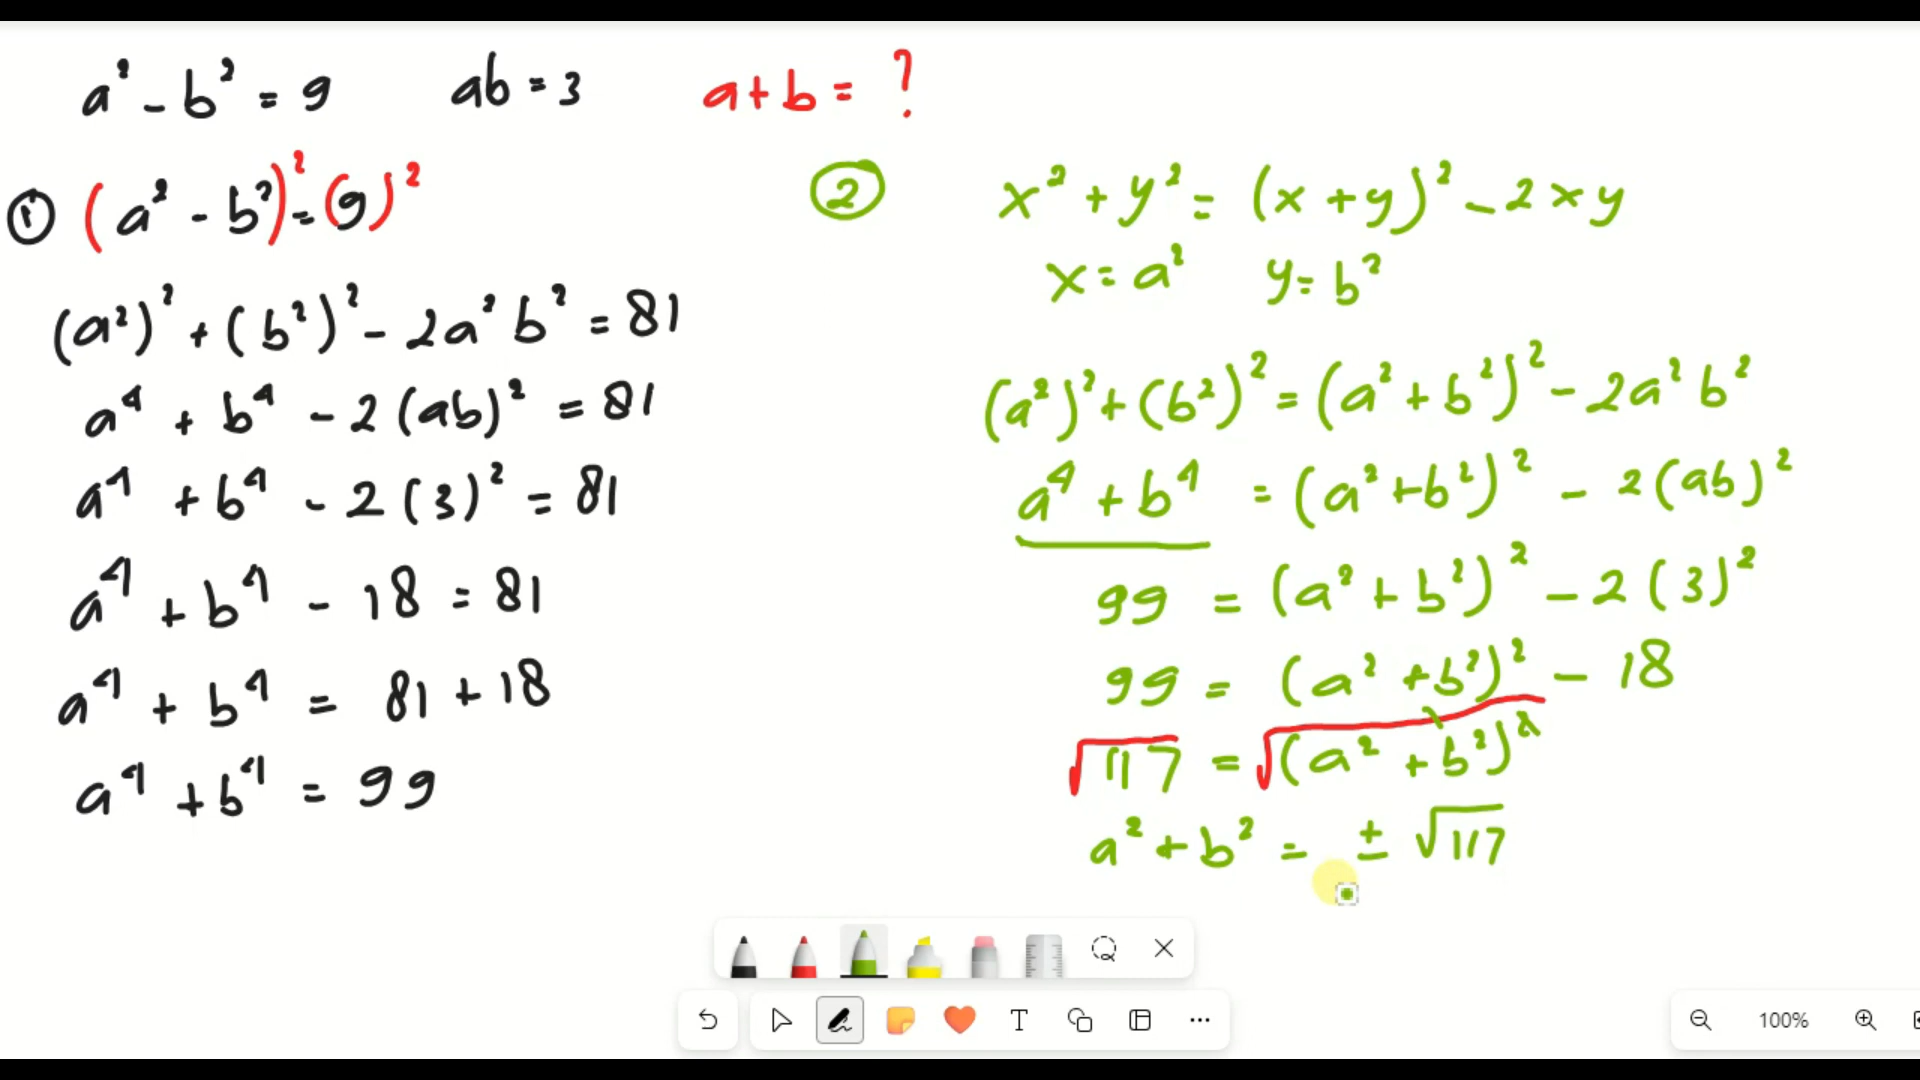 a² - b² = 9   ab = 3   a + b = ?
① (a² - b²)² = (9)²
(a²)² + (b²)² - 2a²b² = 81
a⁴ + b⁴ - 2(ab)² = 81
a⁴ + b⁴ - 2(3)² = 81
a⁴ + b⁴ - 18 = 81
a⁴ + b⁴ = 81 + 18
a⁴ + b⁴ = 99
② x² + y² = (x + y)² - 2xy
x = a²   y = b²
(a²)² + (b²)² = (a² + b²)² - 2a²b²
a⁴ + b⁴ = (a² + b²)² - 2(ab)²
99 = (a² + b²)² - 2(3)²
99 = (a² + b²)² - 18
√117 = √(a² + b²)²
a² + b² = ± √117
T
100%